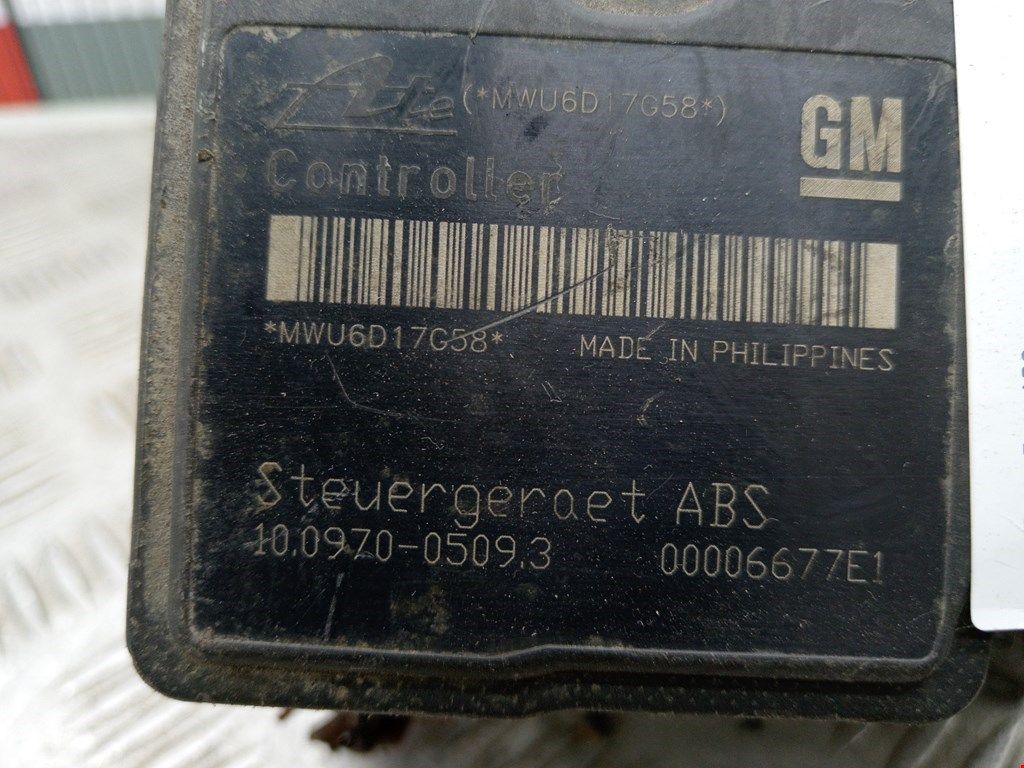 Ate (*MWU6D17G58*)
GM
Controller
*MWU6D17G58* MADE IN PHILIPPINES
Steuergeraet ABS
10.0970-0509.3 00006677E1